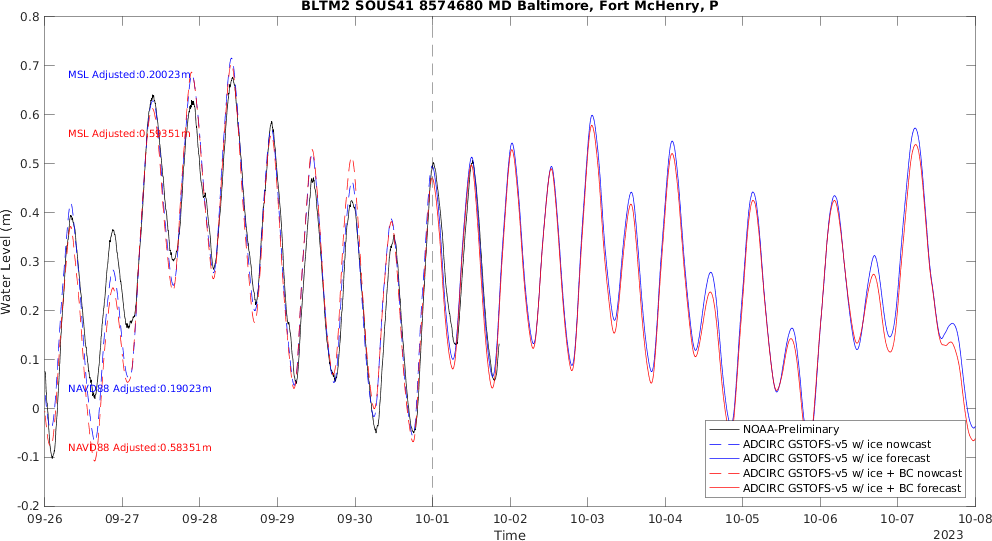 BLTM2 SOUS41 8574680 MD Baltimore, Fort McHenry, P
0.8
0.7
0.6
0.5
0.4
0.3
0.2
0.1
0
-0.1
-0.2
Water Level (m)
MSL Adjusted:0.20023m
MSL Adjusted:0.59351m
NAVD88 Adjusted:0.19023m
NAVD88 Adjusted:0.58351m
NOAA-Preliminary
ADCIRC GSTOFS-v5 w/ ice nowcast
ADCIRC GSTOFS-v5 w/ ice forecast
ADCIRC GSTOFS-v5 w/ ice + BC nowcast
ADCIRC GSTOFS-v5 w/ ice + BC forecast
09-26 09-27 09-28 09-29 09-30 10-01 10-02 10-03 10-04 10-05 10-06 10-07 10-08
Time
2023